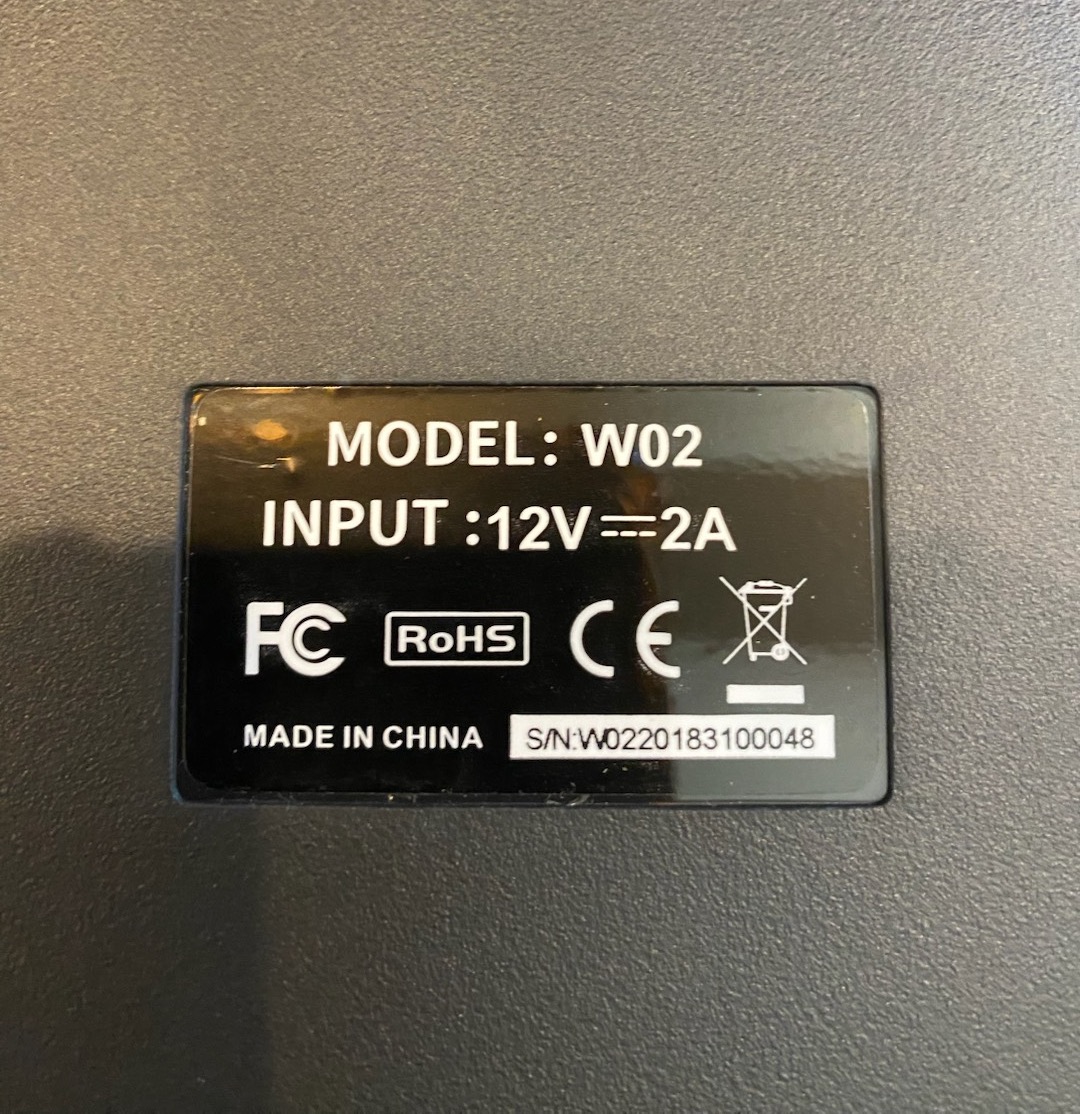 MODEL: W02
INPUT :12V⎓2A
FC RoHS CE
MADE IN CHINA S/N:W0220183100048